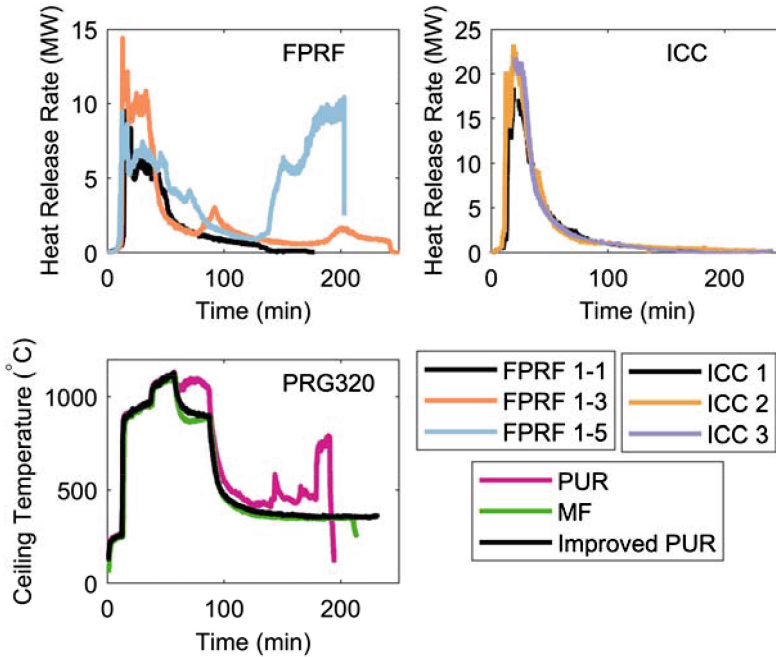 FPRF
Heat Release Rate (MW)
15
10
5
0
0 100 200
Time (min)
ICC
Heat Release Rate (MW)
25
20
15
10
5
0
0 100 200
Time (min)
PRG320
Ceiling Temperature (°C)
1000
500
0
0 100 200
Time (min)
FPRF 1-1
FPRF 1-3
FPRF 1-5
ICC 1
ICC 2
ICC 3
PUR
MF
Improved PUR